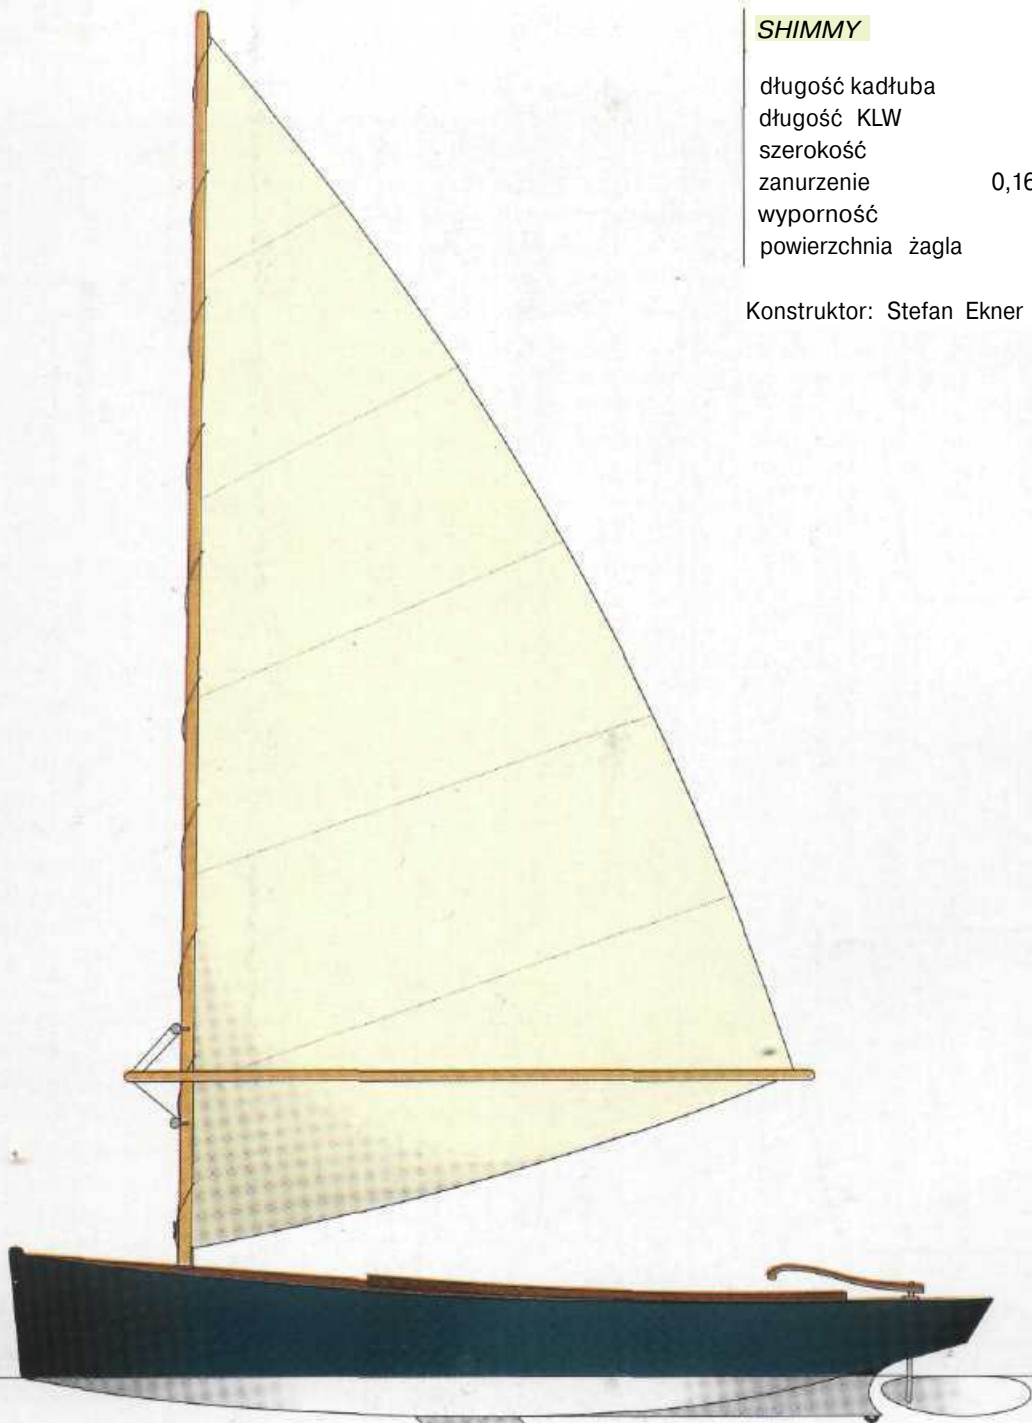 SHIMMY
długość kadłuba
długość KLW
szerokość
zanurzenie 0,16
wyporność
powierzchnia żagla
Konstruktor: Stefan Ekner